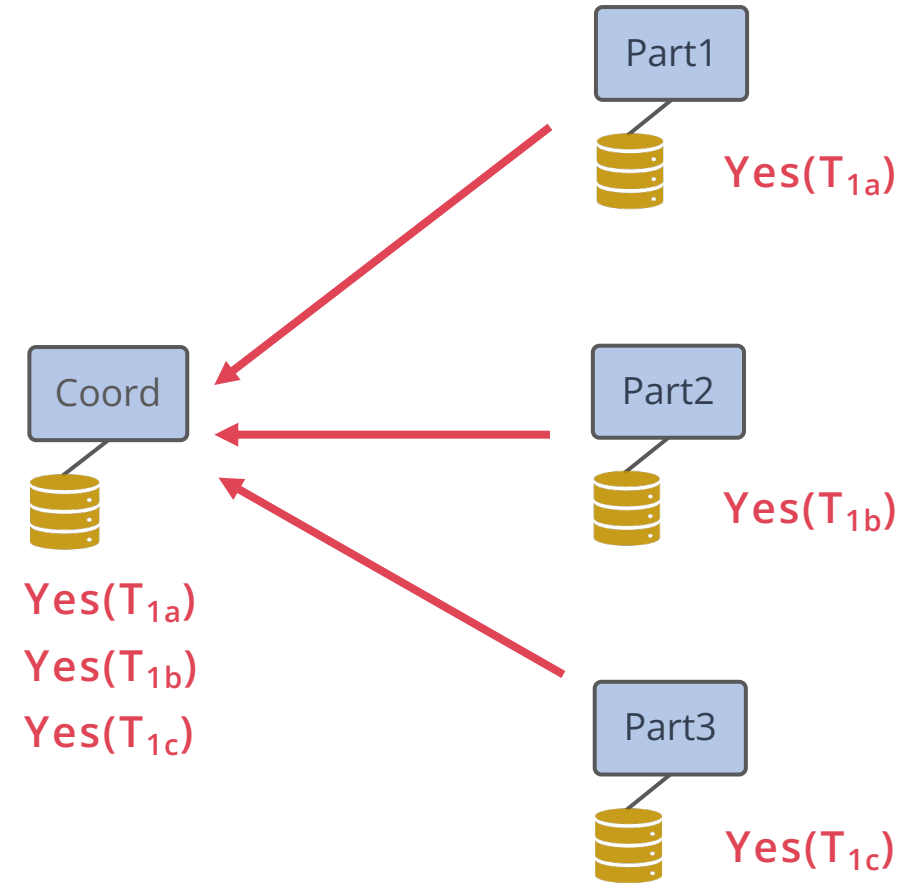 Part1
Yes(T1a)
Coord
Part2
Yes(T1b)
Yes(T1a)
Yes(T1b)
Yes(T1c)
Part3
Yes(T1c)